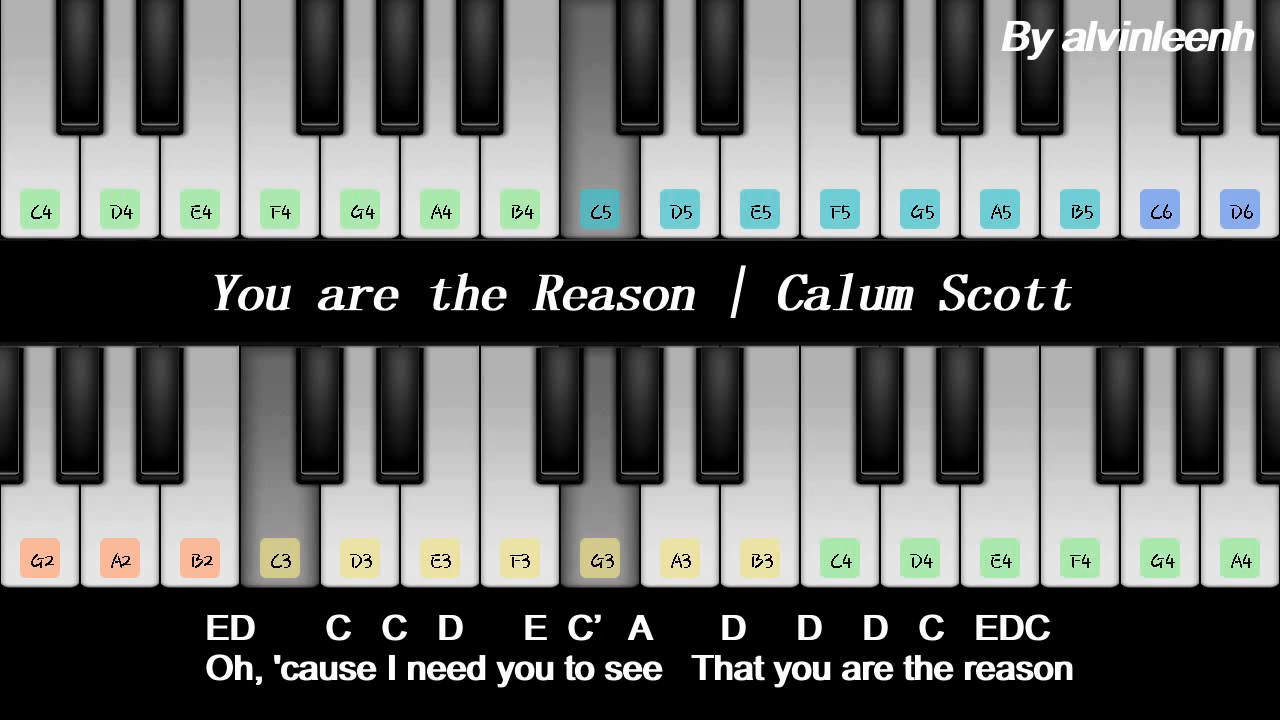 By alvinleenh
C4 D4 E4 F4 G4 A4 B4 C5 D5 E5 F5 G5 A5 B5 C6 D6
You are the Reason | Calum Scott
G2 A2 B2 C3 D3 E3 F3 G3 A3 B3 C4 D4 E4 F4 G4 A4
ED C C D E C’ A D D D C EDC
Oh, 'cause I need you to see That you are the reason